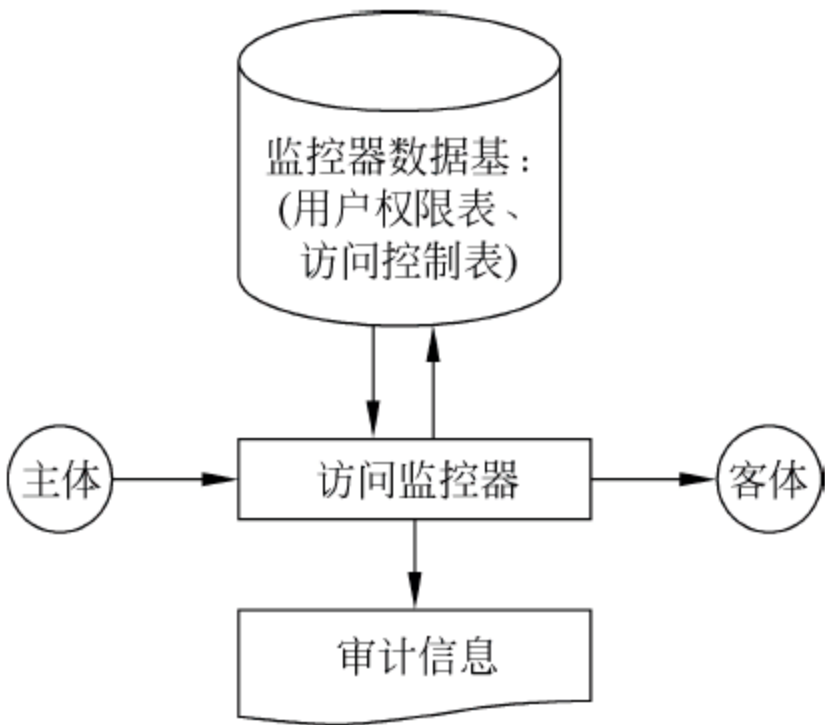 监控器数据基：
(用户权限表、
访问控制表)
主体
访问监控器
客体
审计信息